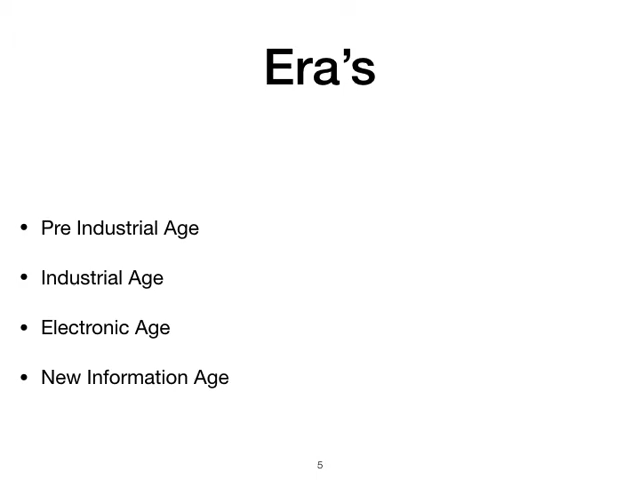 Era’s
• Pre Industrial Age
• Industrial Age
• Electronic Age
• New Information Age
5